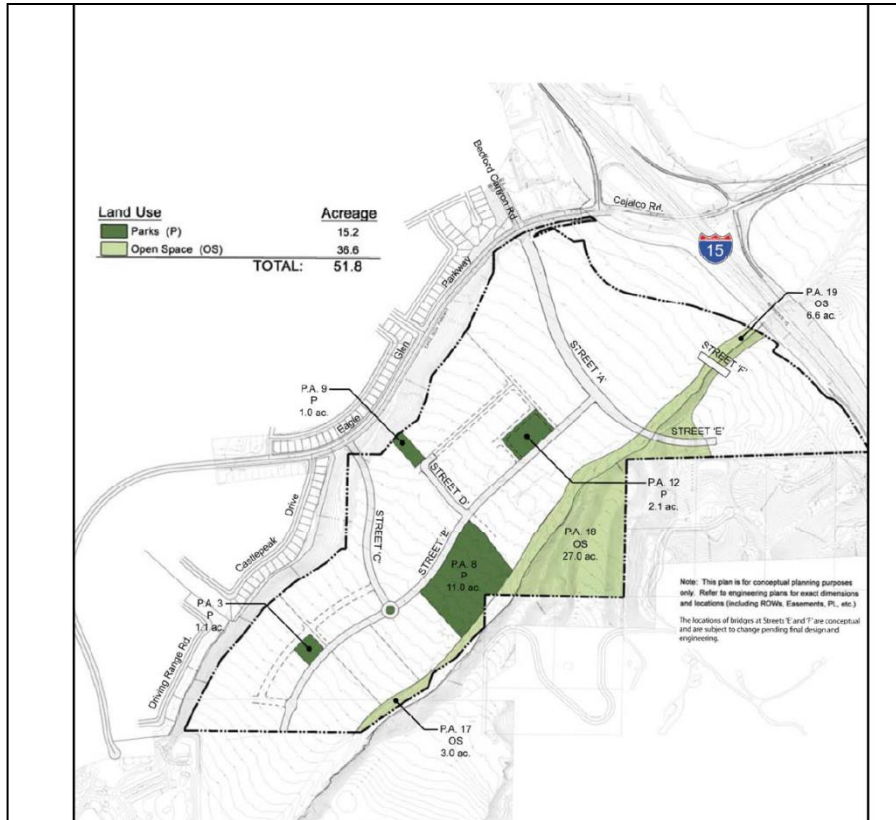 Land Use Acreage
Parks (P) 15.2
Open Space (OS) 36.6
TOTAL: 51.8
Bedford Canyon Rd.
Cajalco Rd.
15
Parkway
Glen
Eagle
P.A. 19
OS
6.6 ac.
STREET 'F'
STREET 'A'
STREET 'E'
P.A. 9
P
1.0 ac.
P.A. 12
P
2.1 ac.
STREET 'D'
STREET 'B'
STREET 'C'
Castlepeak Drive
P.A. 18
OS
27.0 ac.
P.A. 8
P
11.0 ac.
P.A. 3
P
1.1 ac.
Driving Range Rd.
P.A. 17
OS
3.0 ac.
Note: This plan is for conceptual planning purposes
only. Refer to engineering plans for exact dimensions
and locations (including ROWs, Easements, PL, etc.)
The locations of bridges at Streets 'E' and 'F' are conceptual
and are subject to change pending final design and
engineering.